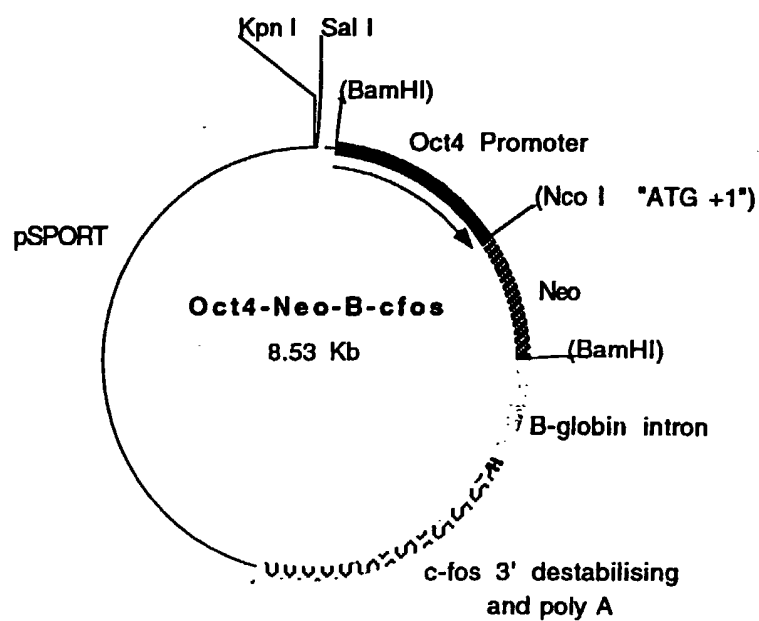 Kpn I Sal I
(BamHI)
Oct4 Promoter
(Nco I "ATG +1")
pSPORT
Neo
Oct4-Neo-B-cfos
8.53 Kb
(BamHI)
B-globin intron
c-fos 3' destabilising
and poly A